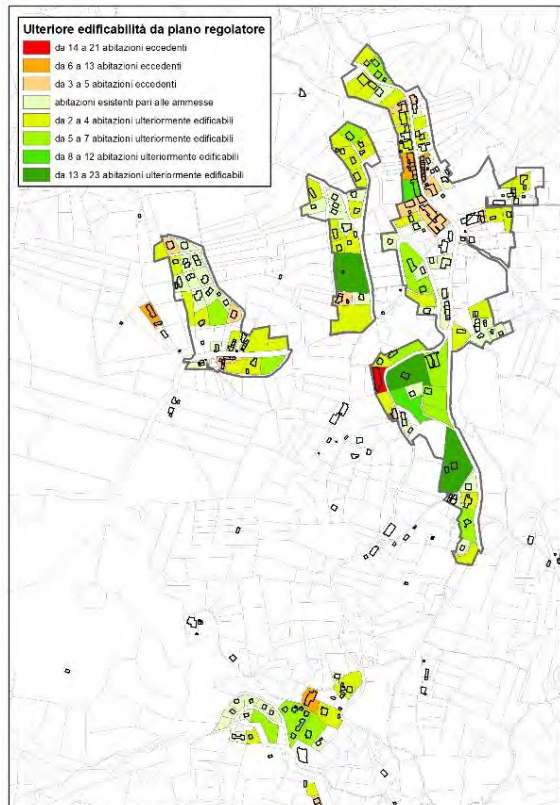 Ulteriore edificabilità da piano regolatore
da 14 a 21 abitazioni eccedenti
da 6 a 13 abitazioni eccedenti
da 3 a 5 abitazioni eccedenti
abitazioni esistenti pari alle ammesse
da 2 a 4 abitazioni ulteriormente edificabili
da 5 a 7 abitazioni ulteriormente edificabili
da 8 a 12 abitazioni ulteriormente edificabili
da 13 a 23 abitazioni ulteriormente edificabili